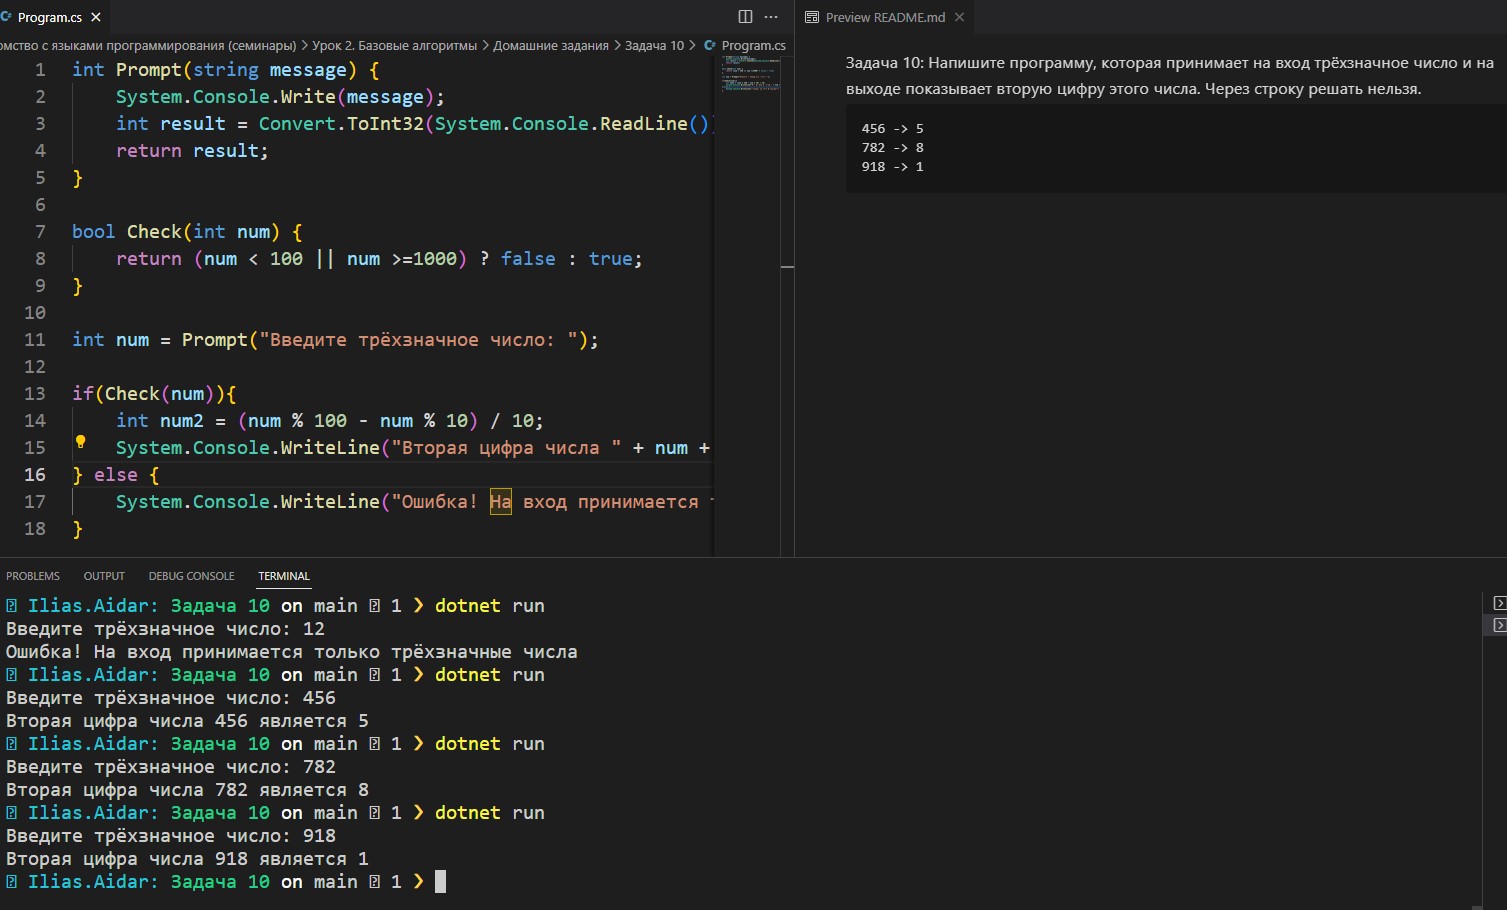 Program.cs
омство с языками программирования (семинары) > Урок 2. Базовые алгоритмы > Домашние задания > Задача 10 > Program.cs
1 int Prompt(string message) {
2 System.Console.Write(message);
3 int result = Convert.ToInt32(System.Console.ReadLine())
4 return result;
5 }
6
7 bool Check(int num) {
8 return (num < 100 || num >=1000) ? false : true;
9 }
10
11 int num = Prompt("Введите трёхзначное число: ");
12
13 if(Check(num)){
14 int num2 = (num % 100 - num % 10) / 10;
15 System.Console.WriteLine("Вторая цифра числа " + num +
16 } else {
17 System.Console.WriteLine("Ошибка! На вход принимается
18 }
Preview README.md
Задача 10: Напишите программу, которая принимает на вход трёхзначное число и на
выходе показывает вторую цифру этого числа. Через строку решать нельзя.
456 -> 5
782 -> 8
918 -> 1
PROBLEMS OUTPUT DEBUG CONSOLE TERMINAL
Ilias.Aidar: Задача 10 on main 1 ❯ dotnet run
Введите трёхзначное число: 12
Ошибка! На вход принимается только трёхзначные числа
Ilias.Aidar: Задача 10 on main 1 ❯ dotnet run
Введите трёхзначное число: 456
Вторая цифра числа 456 является 5
Ilias.Aidar: Задача 10 on main 1 ❯ dotnet run
Введите трёхзначное число: 782
Вторая цифра числа 782 является 8
Ilias.Aidar: Задача 10 on main 1 ❯ dotnet run
Введите трёхзначное число: 918
Вторая цифра числа 918 является 1
Ilias.Aidar: Задача 10 on main 1 ❯